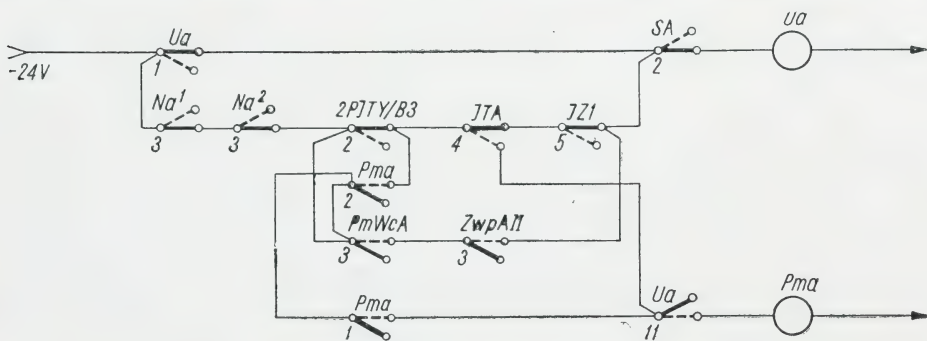 Ua SA Ua
-24V 1 2
Na¹ Na² 2PJTY/B3 JTA JZ1
3 3 2 4 5
Pma
2
PmWcA ZwpAII
3 3
Pma Ua Pma
1 11